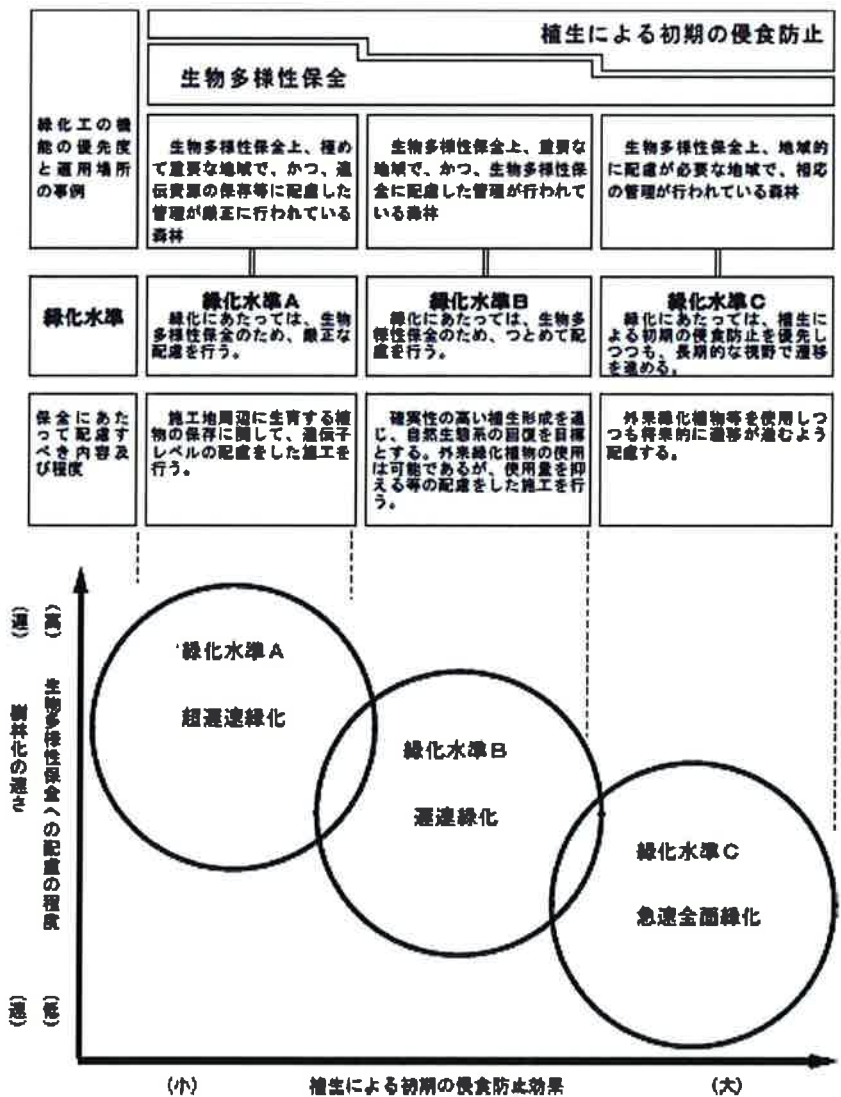 植生による初期の侵食防止
生物多様性保全
緑化工の機
能の優先度
と適用場所
の事例
生物多様性保全上、極め
て重要な地域で、かつ、遺
伝資源の保存等に配慮した
管理が厳正に行われている
森林
生物多様性保全上、重要
な地域で、かつ、生物多様性保
全に配慮した管理が行われて
いる森林
生物多様性保全上、地域的
に配慮が必要な地域で、相応
の管理が行われている森林
緑化水準
緑化水準A
緑化にあたっては、生物
多様性保全のため、厳正な
配慮を行う。
緑化水準B
緑化にあたっては、生物多
様性保全のため、つとめて配
慮を行う。
緑化水準C
緑化にあたっては、植生に
よる初期の侵食防止を優先し
つつも、長期的な視野で遷移
を進める。
保全にあた
って配慮す
べき内容及
び程度
施工地周辺に生育する植
物の保存に関して、遺伝子
レベルの配慮をした施工を
行う。
確実性の高い植生形成を通
じ、自然生態系の回復を目標
とする。外来緑化植物の使用
は可能であるが、使用量を抑
える等の配慮をした施工を行
う。
外来緑化植物等を使用しつ
つも将来的に遷移が進むよう
配慮する。
(遅) 樹林化の速さ (速)
(高) 生物多様性保全への配慮の程度 (低)
緑化水準A
超遅速緑化
緑化水準B
遅速緑化
緑化水準C
急速全面緑化
(小) 植生による初期の侵食防止効果 (大)